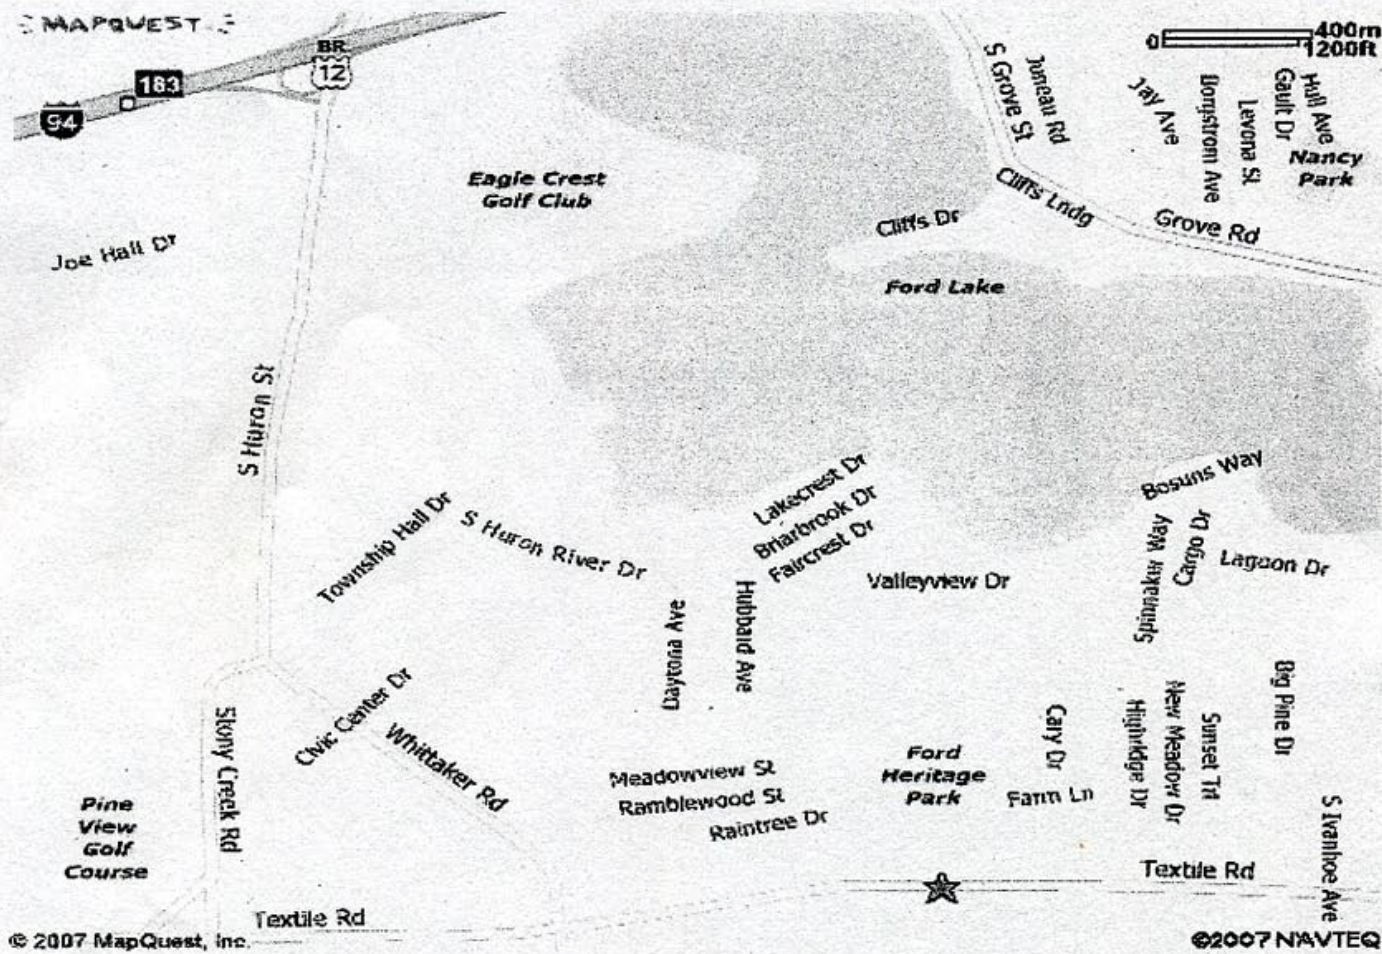 MAPQUEST
BR
12
183
94
0
400m
1200ft
S Grove St
Juneau Rd
Jay Ave
Borgstrom Ave
Levona St
Gault Dr
Hull Ave
Nancy
Park
Eagle Crest
Golf Club
Cliffs Lndg
Cliffs Dr
Grove Rd
Joe Hall Dr
Ford Lake
S Huron St
Township Hall Dr
S Huron River Dr
Lakecrest Dr
Briarbrook Dr
Faircrest Dr
Valleyview Dr
Bosuns Way
Spinnaker Way
Cargo Dr
Lagoon Dr
Daytona Ave
Hubbard Ave
Civic Center Dr
Whittaker Rd
Stony Creek Rd
Pine
View
Golf
Course
Meadowview St
Ramblewood St
Raintree Dr
Ford
Heritage
Park
Cary Dr
Farm Ln
Highridge Dr
New Meadow Dr
Sunset Trl
Big Pine Dr
S Ivanhoe Ave
Textile Rd
Textile Rd
© 2007 MapQuest, Inc.
©2007 NAVTEQ